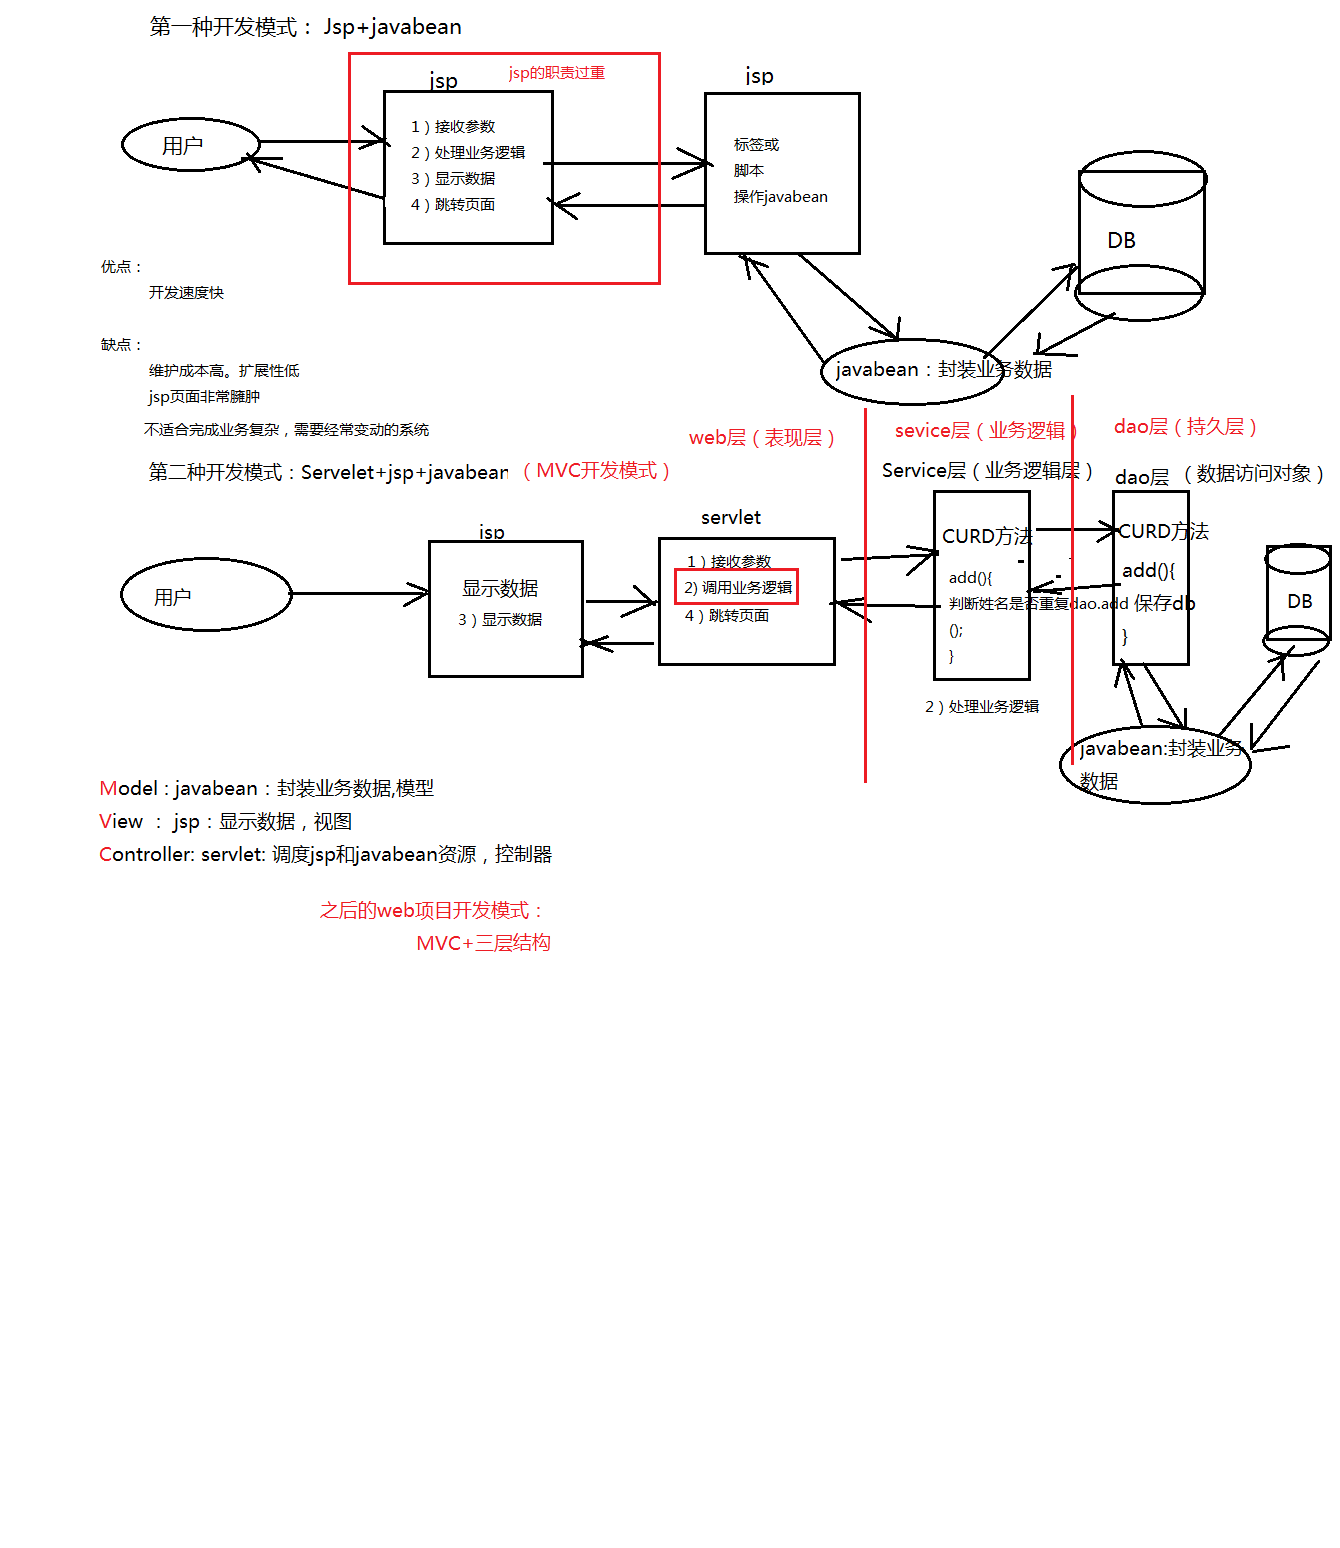 第一种开发模式： Jsp+javabean
jsp
jsp的职责过重
jsp
用户
1）接收参数
2）处理业务逻辑
3）显示数据
4）跳转页面
标签或
脚本
操作javabean
DB
优点：
开发速度快
缺点：
维护成本高。扩展性低
jsp页面非常臃肿
不适合完成业务复杂，需要经常变动的系统
javabean：封装业务数据
web层（表现层）
sevice层（业务逻辑）
dao层（持久层）
第二种开发模式：Servelet+jsp+javabean （MVC开发模式）
Service层（业务逻辑层）
dao层 （数据访问对象）
jsp
servlet
用户
显示数据
3）显示数据
1）接收参数
2) 调用业务逻辑
4）跳转页面
CURD方法
add(){
判断姓名是否重复dao.add
();
}
2）处理业务逻辑
CURD方法
add(){
保存db
}
DB
javabean:封装业务
数据
Model : javabean：封装业务数据,模型
View ： jsp：显示数据，视图
Controller: servlet: 调度jsp和javabean资源，控制器
之后的web项目开发模式：
MVC+三层结构